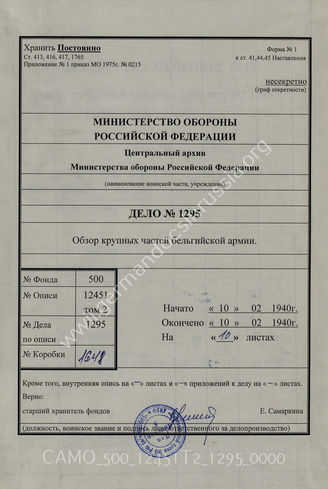 Хранить Постоянно
Форма № 1
Ст. 413, 416, 417, 1765
к ст. 41,44,45 Наставления
Приложение № 1 приказ МО 1975г. № 0215
несекретно
(гриф секретности)
МИНИСТЕРСТВО ОБОРОНЫ
РОССИЙСКОЙ ФЕДЕРАЦИИ
Центральный архив
Министерства обороны Российской Федерации
(наименование воинской части, учреждения)
ДЕЛО № 1295
Обзор крупных частей бельгийской армии.
№ Фонда 500
№ Описи 12451
том 2
№ Дела 1295
по описи
№ Коробки 1648
Начато « 10 » 02 1940г.
Окончено « 10 » 02 1940г.
На « 10 » листах
Кроме того, внутренняя опись на «–» листах и «–» приложений к делу на « – листах.
Верно:
старший хранитель фондов
Е. Самаркина
(должность, воинское звание и подпись ответственного за делопроизводство)
www.germandocsinrussia.org
CAMO_500_12451T2_1295_0000